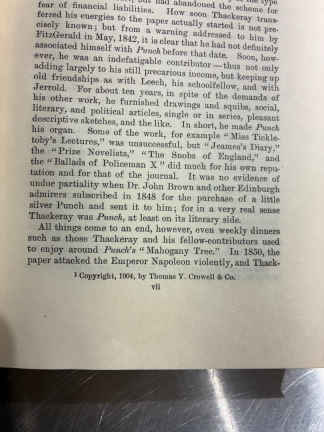 but had abandoned the scheme for
fear of financial liabilities. How soon Thackeray trans-
ferred his energies to the paper actually started is not pre-
cisely known; but from a warning addressed to him by
FitzGerald in May, 1842, it is clear that he had not definitely
associated himself with Punch before that date. Soon, how-
ever, he was an indefatigable contributor — thus not only
adding largely to his still precarious income, but keeping up
old friendships as with Leech, his schoolfellow, and with
Jerrold. For about ten years, in spite of the demands of
his other work, he furnished drawings and squibs, social,
literary, and political articles, single or in series, pleasant
descriptive sketches, and the like. In short, he made Punch
his organ. Some of the work, for example "Miss Tickle-
toby's Lectures," was unsuccessful, but "Jeames's Diary,"
the "Prize Novelists," "The Snobs of England," and
the "Ballads of Policeman X" did much for his own repu-
tation and for that of the journal. It was no evidence of
undue partiality when Dr. John Brown and other Edinburgh
admirers subscribed in 1848 for the purchase of a little
silver Punch and sent it to him; for in a very real sense
Thackeray was Punch, at least on its literary side.
All things come to an end, however, even weekly dinners
such as those Thackeray and his fellow-contributors used
to enjoy around Punch's "Mahogany Tree." In 1850, the
paper attacked the Emperor Napoleon violently, and Thack-
¹ Copyright, 1904, by Thomas Y. Crowell & Co.
vii